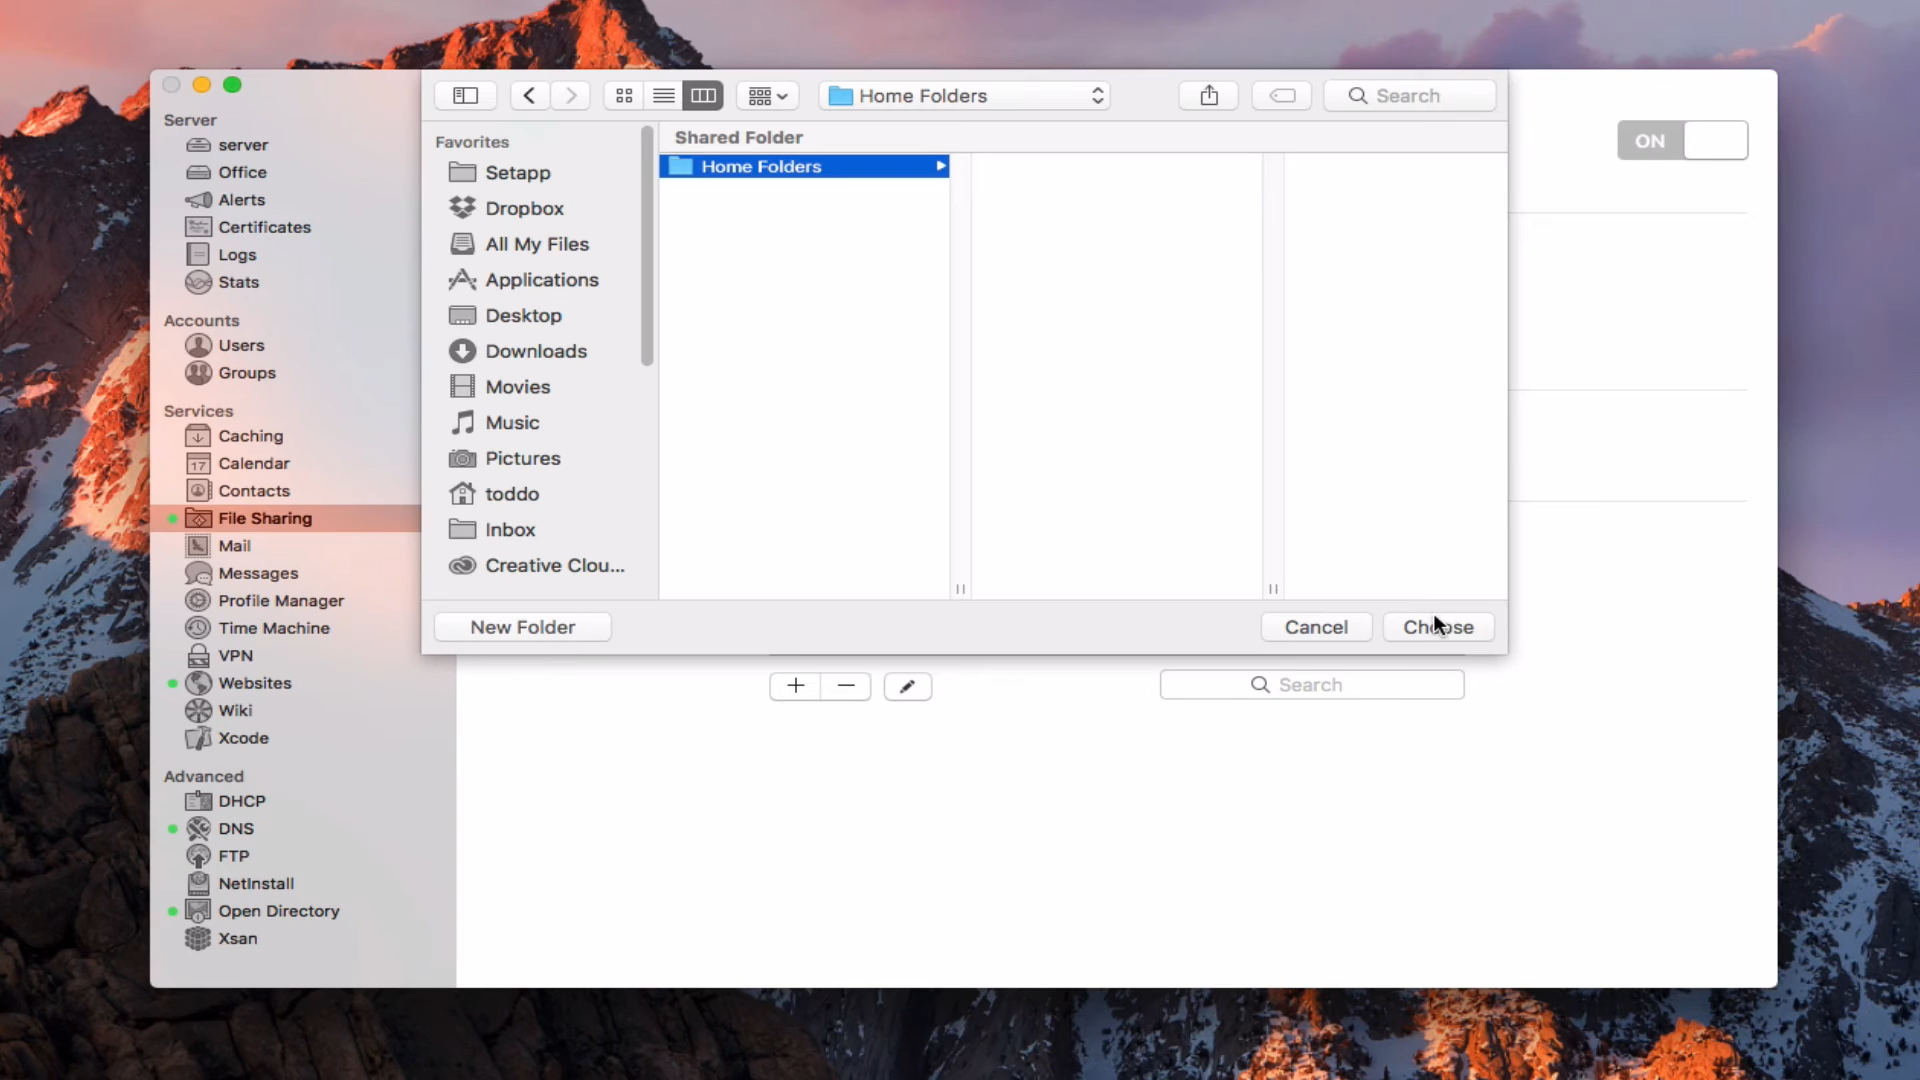 Server
server
Office
Alerts
Certificates
Logs
Stats
Accounts
Users
Groups
Services
Caching
17 Calendar
Contacts
File Sharing
Mail
Messages
Profile Manager
Time Machine
VPN
Websites
Wiki
Xcode
Advanced
DHCP
DNS
FTP
NetInstall
Open Directory
Xsan
Home Folders
Search
Favorites
Setapp
Dropbox
All My Files
Applications
Desktop
Downloads
Movies
Music
Pictures
toddo
Inbox
Creative Clou...
Shared Folder
Home Folders
New Folder
Cancel
Choose
ON
Search